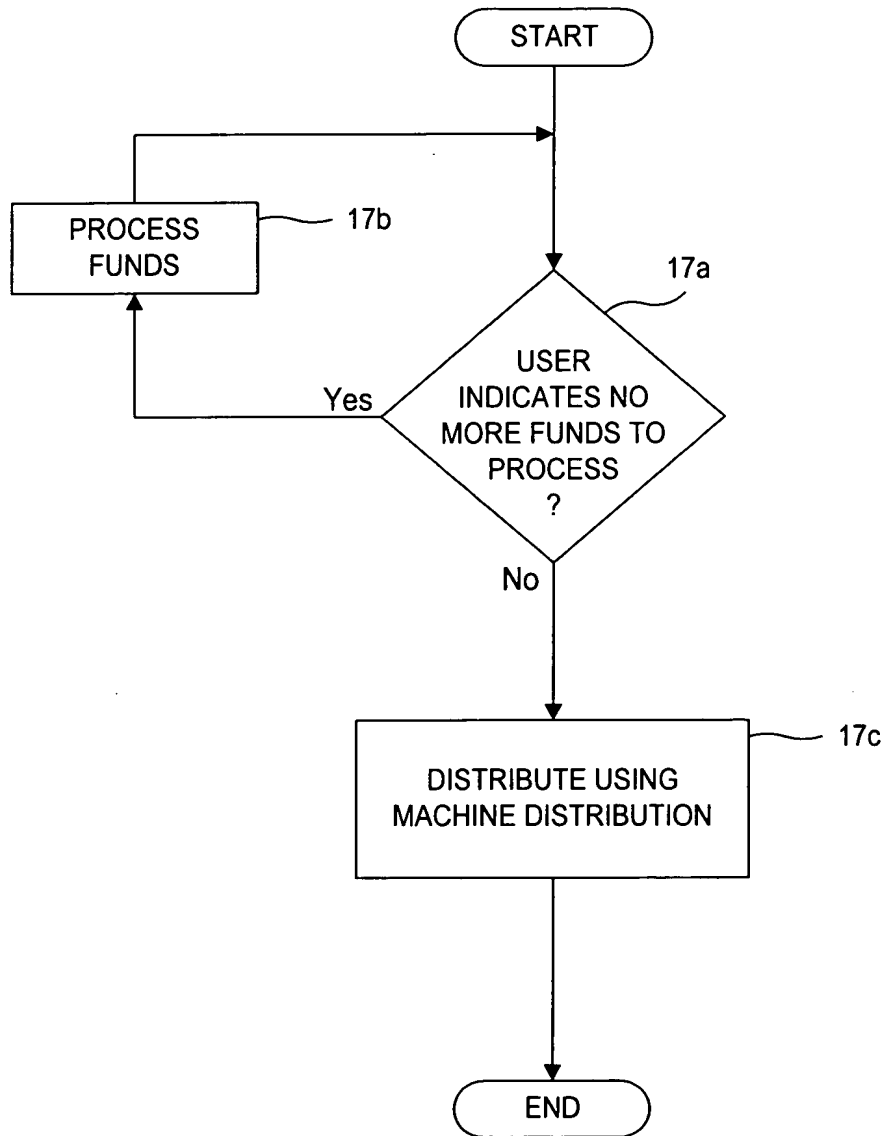 START
PROCESS
FUNDS
17b
17a
USER
INDICATES NO
MORE FUNDS TO
PROCESS
?
Yes
No
17c
DISTRIBUTE USING
MACHINE DISTRIBUTION
END